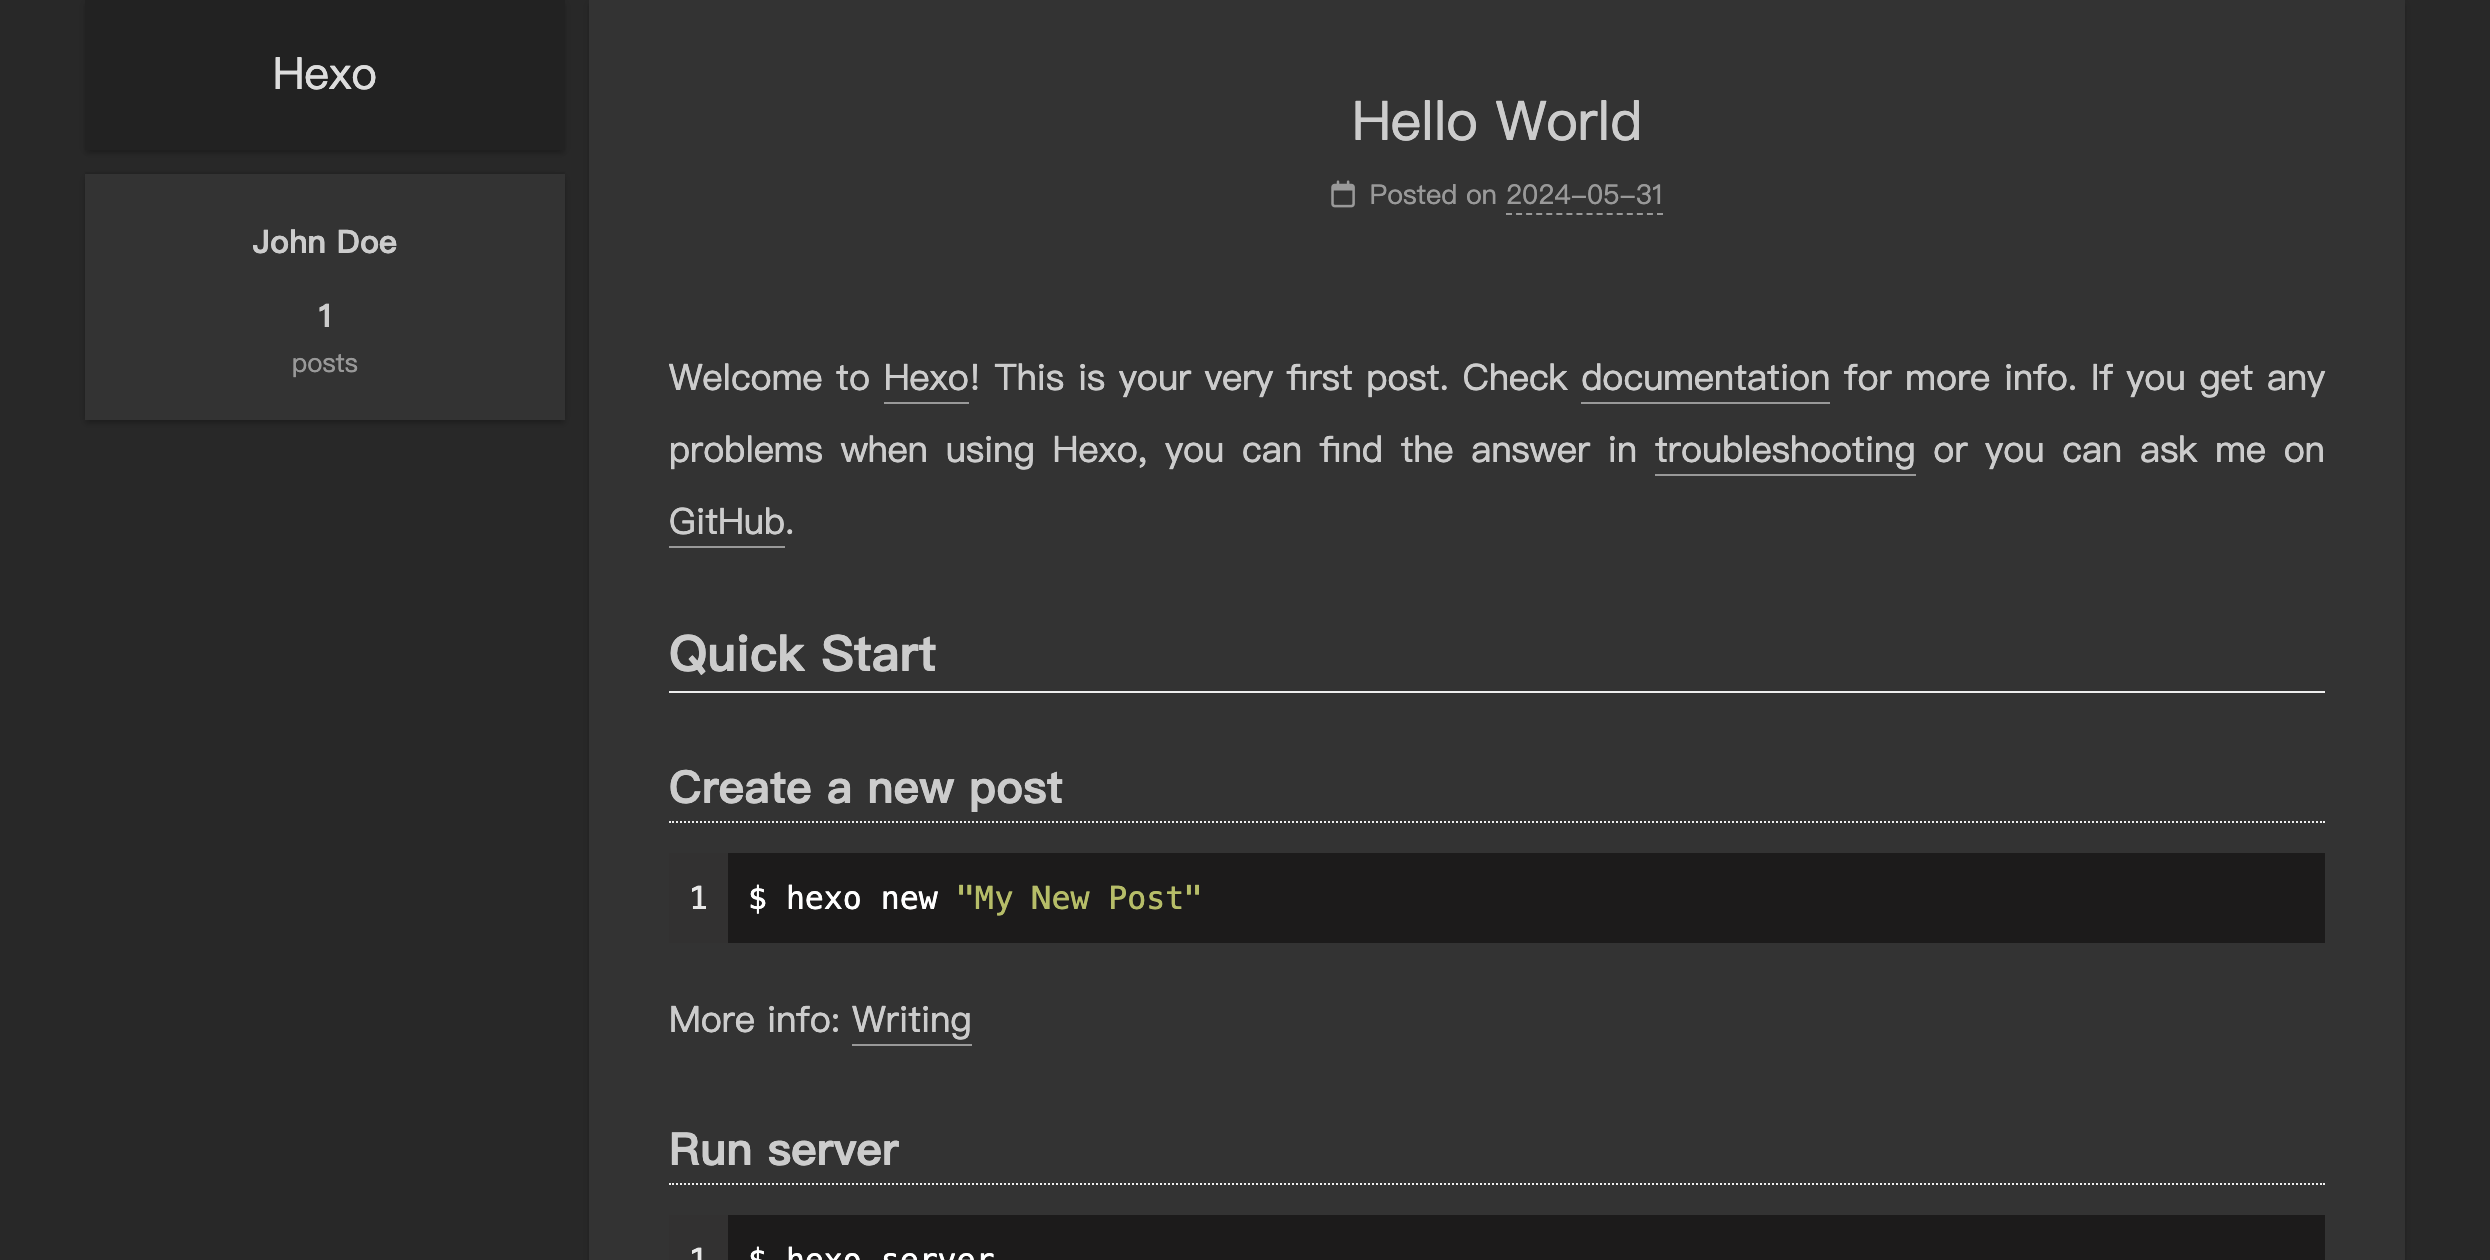 Hexo
John Doe
1
posts
Hello World
Posted on 2024-05-31
Welcome to Hexo! This is your very first post. Check documentation for more info. If you get any
problems when using Hexo, you can find the answer in troubleshooting or you can ask me on
GitHub.
Quick Start
Create a new post
1 $ hexo new "My New Post"
More info: Writing
Run server
1 $ hexo server